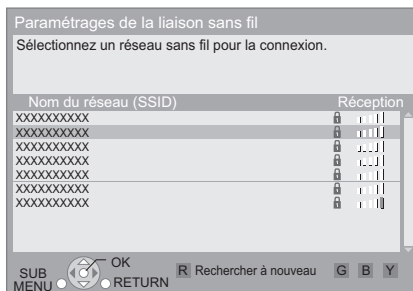 Paramétrages de la liaison sans fil
Sélectionnez un réseau sans fil pour la connexion.
Nom du réseau (SSID) Réception
XXXXXXXXXX
XXXXXXXXXX
XXXXXXXXXX
XXXXXXXXXX
XXXXXXXXXX
XXXXXXXXXX
XXXXXXXXXX
OK
SUB MENU RETURN R Rechercher à nouveau G B Y